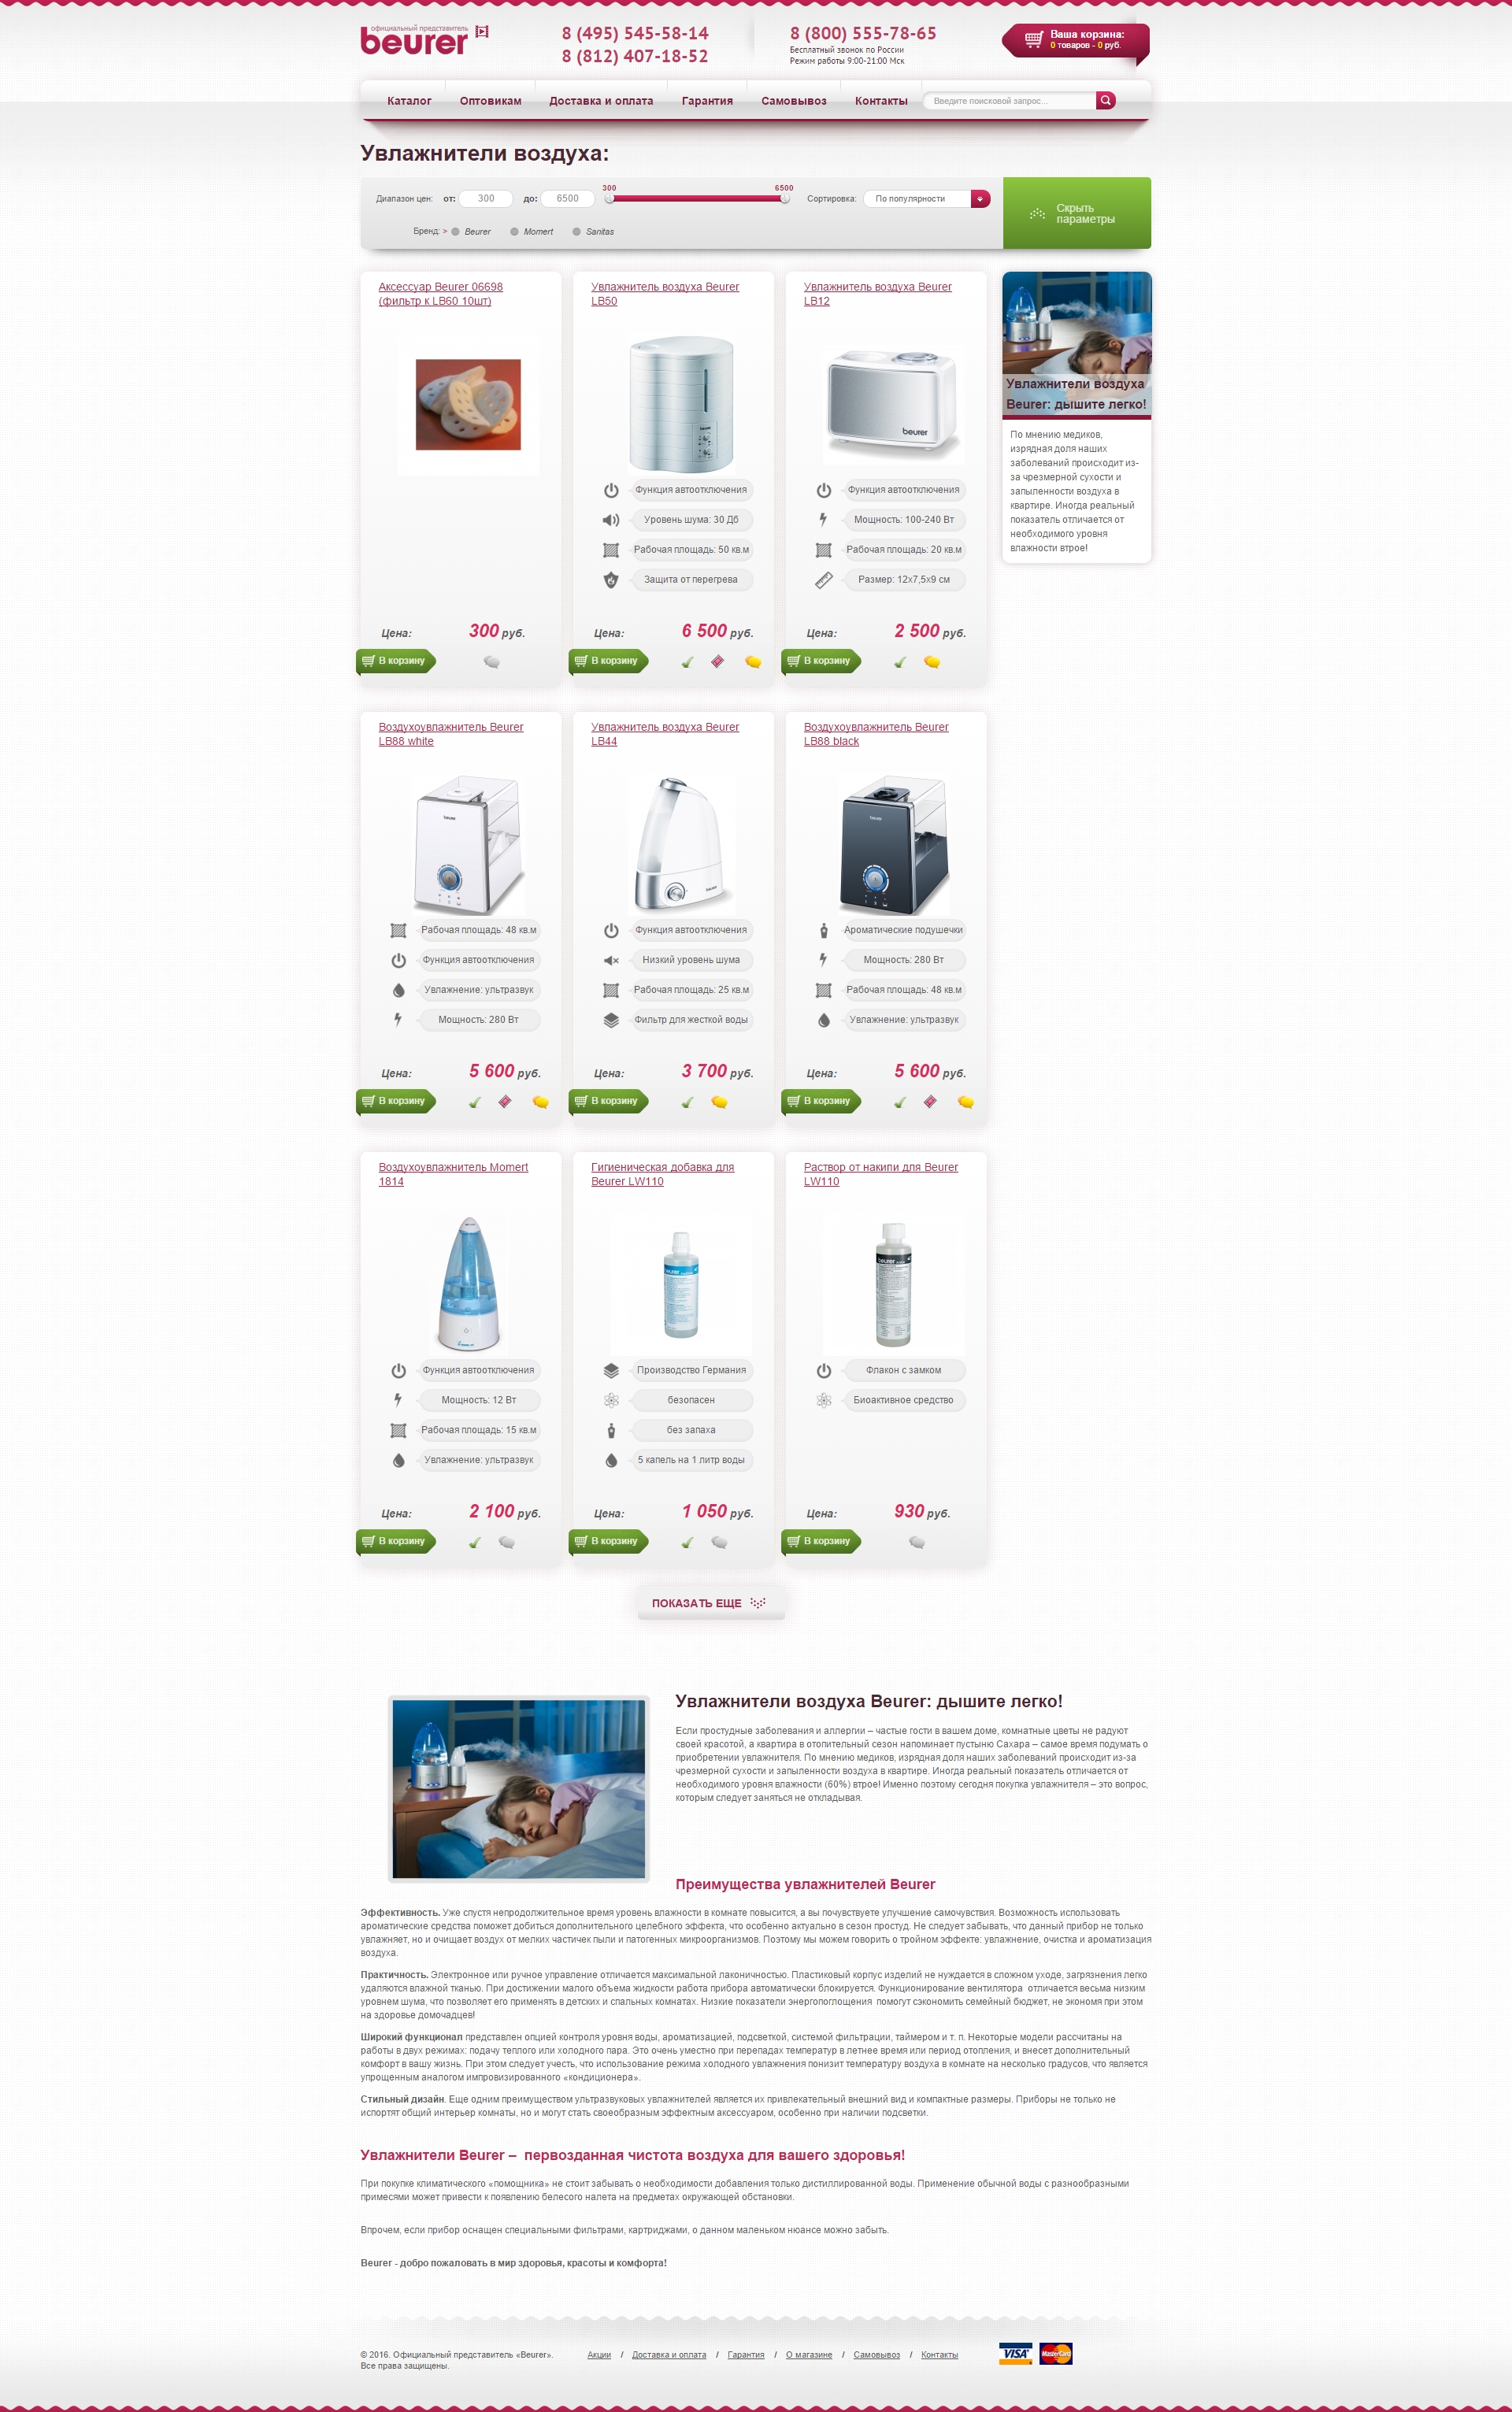 официальный представитель
beurer
8 (495) 545-58-14
8 (812) 407-18-52
8 (800) 555-78-65
Бесплатный звонок по России
Режим работы 9:00-21:00 Мск
Ваша корзина:
0 товаров - 0 руб.
Каталог Оптовикам Доставка и оплата Гарантия Самовывоз Контакты Введите поисковой запрос...
Увлажнители воздуха:
Диапазон цен: от: 300 до: 6500 300 6500 Сортировка: По популярности
Скрыть
параметры
Бренд: > Beurer Momert Sanitas
Аксессуар Beurer 06698
(фильтр к LB60 10шт)
Цена: 300 руб.
В корзину
Увлажнитель воздуха Beurer
LB50
Функция автоотключения
Уровень шума: 30 Дб
Рабочая площадь: 50 кв.м
Защита от перегрева
Цена: 6 500 руб.
В корзину
Увлажнитель воздуха Beurer
LB12
beurer
Функция автоотключения
Мощность: 100-240 Вт
Рабочая площадь: 20 кв.м
Размер: 12x7,5x9 см
Цена: 2 500 руб.
В корзину
Увлажнители воздуха
Beurer: дышите легко!
По мнению медиков,
изрядная доля наших
заболеваний происходит из-
за чрезмерной сухости и
запыленности воздуха в
квартире. Иногда реальный
показатель отличается от
необходимого уровня
влажности втрое!
Воздухоувлажнитель Beurer
LB88 white
beurer
Рабочая площадь: 48 кв.м
Функция автоотключения
Увлажнение: ультразвук
Мощность: 280 Вт
Цена: 5 600 руб.
В корзину
Увлажнитель воздуха Beurer
LB44
beurer
Функция автоотключения
Низкий уровень шума
Рабочая площадь: 25 кв.м
Фильтр для жесткой воды
Цена: 3 700 руб.
В корзину
Воздухоувлажнитель Beurer
LB88 black
beurer
Ароматические подушечки
Мощность: 280 Вт
Рабочая площадь: 48 кв.м
Увлажнение: ультразвук
Цена: 5 600 руб.
В корзину
Воздухоувлажнитель Momert
1814
Функция автоотключения
Мощность: 12 Вт
Рабочая площадь: 15 кв.м
Увлажнение: ультразвук
Цена: 2 100 руб.
В корзину
Гигиеническая добавка для
Beurer LW110
beurer
Производство Германия
безопасен
без запаха
5 капель на 1 литр воды
Цена: 1 050 руб.
В корзину
Раствор от накипи для Beurer
LW110
beurer
Флакон с замком
Биоактивное средство
Цена: 930 руб.
В корзину
ПОКАЗАТЬ ЕЩЕ
Увлажнители воздуха Beurer: дышите легко!
Если простудные заболевания и аллергии – частые гости в вашем доме, комнатные цветы не радуют
своей красотой, а квартира в отопительный сезон напоминает пустыню Сахара – самое время подумать о
приобретении увлажнителя. По мнению медиков, изрядная доля наших заболеваний происходит из-за
чрезмерной сухости и запыленности воздуха в квартире. Иногда реальный показатель отличается от
необходимого уровня влажности (60%) втрое! Именно поэтому сегодня покупка увлажнителя – это вопрос,
которым следует заняться не откладывая.
Преимущества увлажнителей Beurer
Эффективность. Уже спустя непродолжительное время уровень влажности в комнате повысится, а вы почувствуете улучшение самочувствия. Возможность использовать
ароматические средства поможет добиться дополнительного целебного эффекта, что особенно актуально в сезон простуд. Не следует забывать, что данный прибор не только
увлажняет, но и очищает воздух от мелких частичек пыли и патогенных микроорганизмов. Поэтому мы можем говорить о тройном эффекте: увлажнение, очистка и ароматизация
воздуха.
Практичность. Электронное или ручное управление отличается максимальной лаконичностью. Пластиковый корпус изделий не нуждается в сложном уходе, загрязнения легко
удаляются влажной тканью. При достижении малого объема жидкости работа прибора автоматически блокируется. Функционирование вентилятора отличается весьма низким
уровнем шума, что позволяет его применять в детских и спальных комнатах. Низкие показатели энергопоглощения помогут сэкономить семейный бюджет, не экономя при этом
на здоровье домочадцев!
Широкий функционал представлен опцией контроля уровня воды, ароматизацией, подсветкой, системой фильтрации, таймером и т. п. Некоторые модели рассчитаны на
работы в двух режимах: подачу теплого или холодного пара. Это очень уместно при перепадах температур в летнее время или период отопления, и внесет дополнительный
комфорт в вашу жизнь. При этом следует учесть, что использование режима холодного увлажнения понизит температуру воздуха в комнате на несколько градусов, что является
упрощенным аналогом импровизированного «кондиционера».
Стильный дизайн. Еще одним преимуществом ультразвуковых увлажнителей является их привлекательный внешний вид и компактные размеры. Приборы не только не
испортят общий интерьер комнаты, но и могут стать своеобразным эффектным аксессуаром, особенно при наличии подсветки.
Увлажнители Beurer – первозданная чистота воздуха для вашего здоровья!
При покупке климатического «помощника» не стоит забывать о необходимости добавления только дистиллированной воды. Применение обычной воды с разнообразными
примесями может привести к появлению белесого налета на предметах окружающей обстановки.
Впрочем, если прибор оснащен специальными фильтрами, картриджами, о данном маленьком нюансе можно забыть.
Beurer - добро пожаловать в мир здоровья, красоты и комфорта!
© 2016. Официальный представитель «Beurer».
Все права защищены.
Акции / Доставка и оплата / Гарантия / О магазине / Самовывоз / Контакты
VISA MasterCard